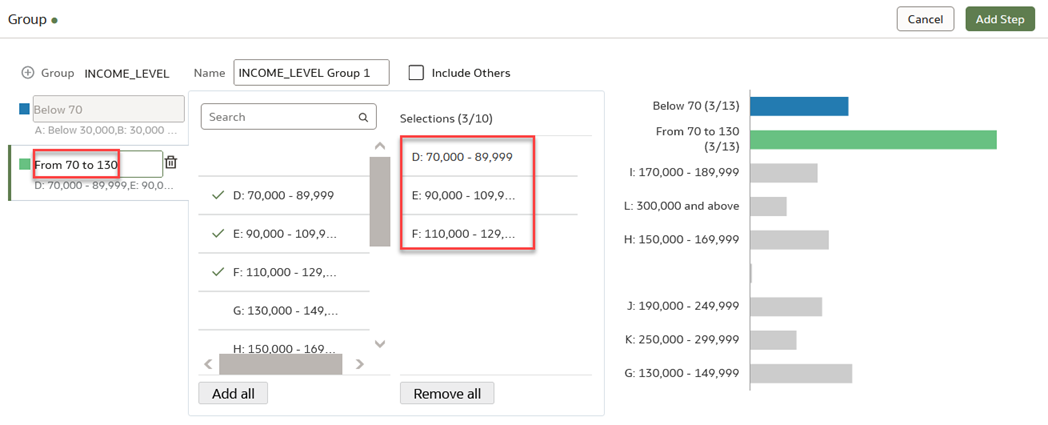 Group
Cancel
Add Step
Group INCOME_LEVEL
Name INCOME_LEVEL Group 1
Include Others
Below 70
A: Below 30,000,B: 30,000 ...
From 70 to 130
D: 70,000 - 89,999,E: 90,0...
Search
D: 70,000 - 89,999
E: 90,000 - 109,9...
F: 110,000 - 129,...
G: 130,000 - 149,...
H: 150,000 - 169...
Add all
Selections (3/10)
D: 70,000 - 89,999
E: 90,000 - 109,9...
F: 110,000 - 129,...
Remove all
Below 70 (3/13)
From 70 to 130
(3/13)
I: 170,000 - 189,999
L: 300,000 and above
H: 150,000 - 169,999
J: 190,000 - 249,999
K: 250,000 - 299,999
G: 130,000 - 149,999